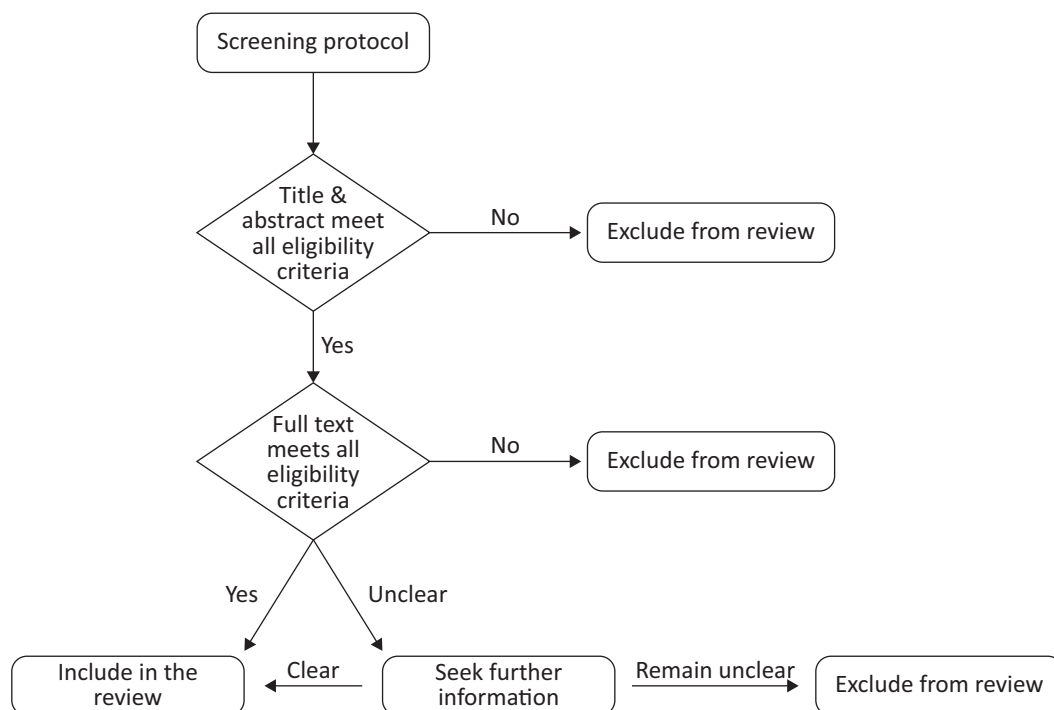 Screening protocol
Title &
abstract meet
all eligibility
criteria
No
Exclude from review
Yes
Full text
meets all
eligibility
criteria
No
Exclude from review
Yes
Unclear
Include in the
review
Clear
Seek further
information
Remain unclear
Exclude from review